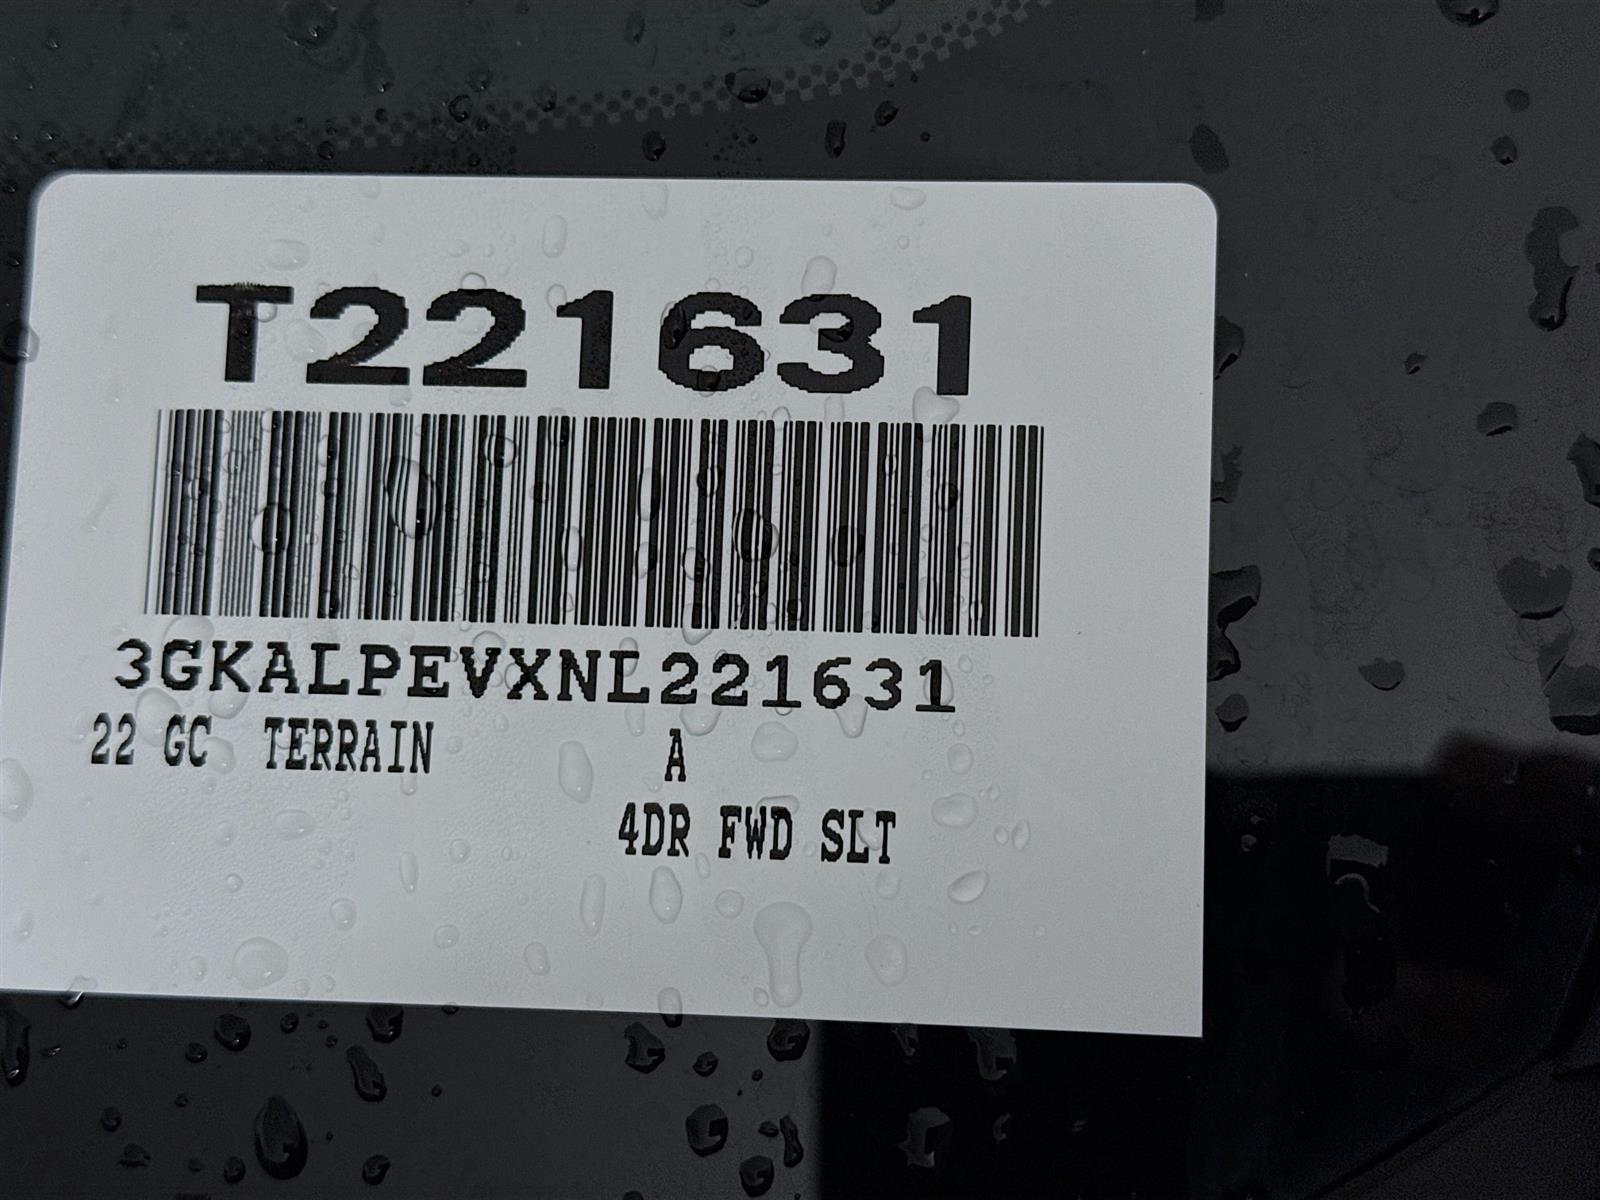 T221631
3GKALPEVXNL221631
22 GC TERRAIN A
4DR FWD SLT